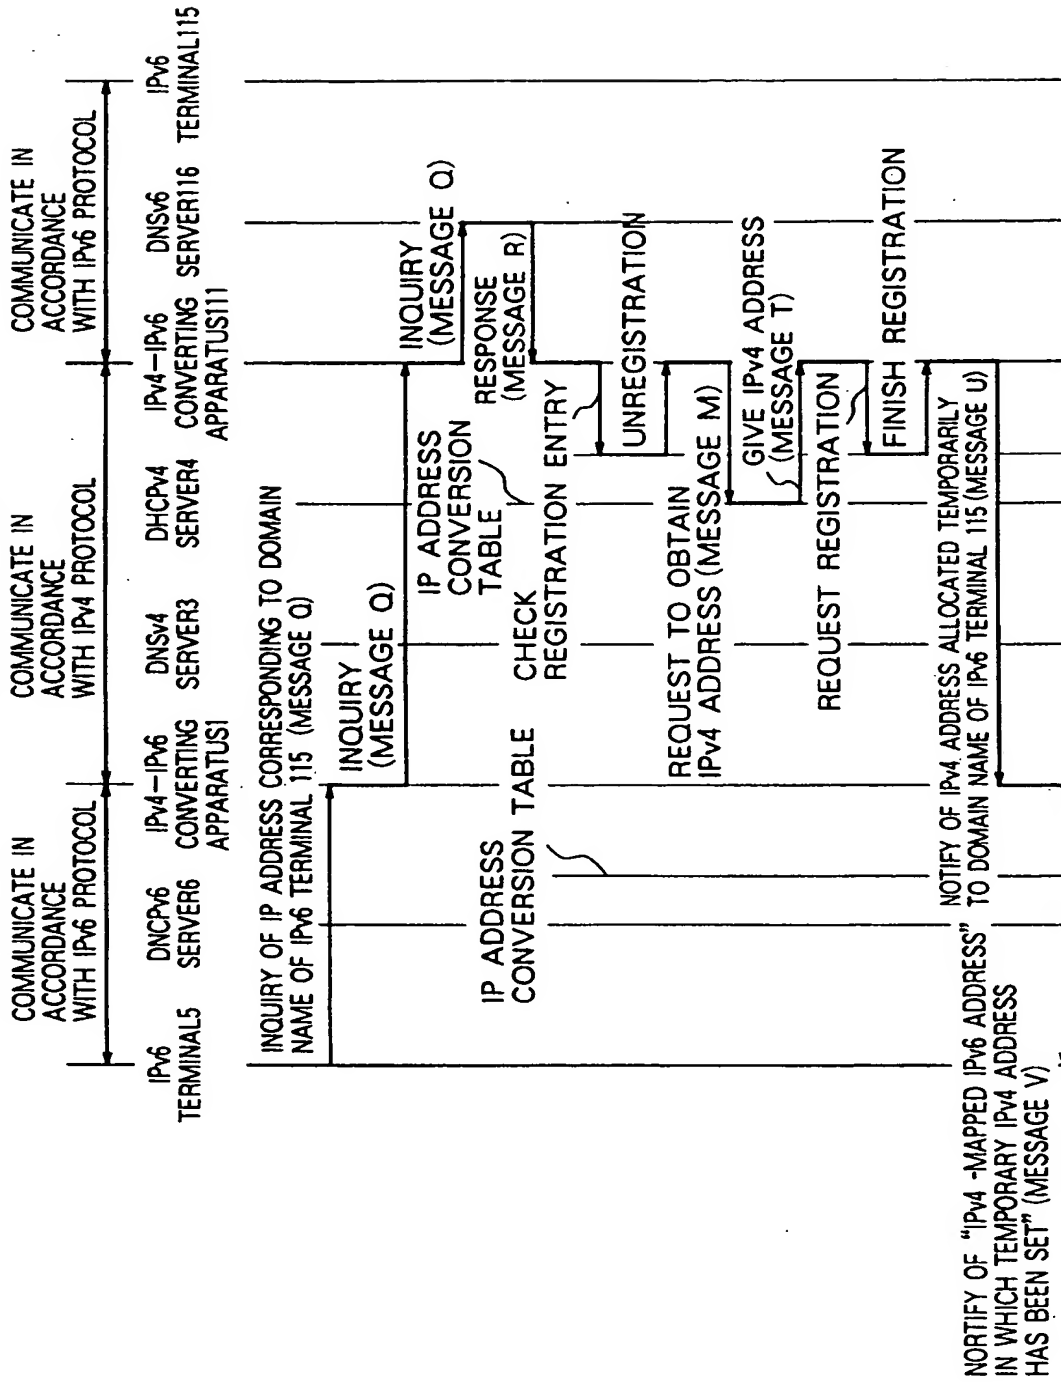 COMMUNICATE IN
ACCORDANCE
WITH IPv6 PROTOCOL
COMMUNICATE IN
ACCORDANCE
WITH IPv4 PROTOCOL
COMMUNICATE IN
ACCORDANCE
WITH IPv6 PROTOCOL
IPv6
TERMINAL5
DNCPv6
SERVER6
IPv4-IPv6
CONVERTING
APPARATUS1
DNSv4
SERVER3
DHCPv4
SERVER4
IPv4-IPv6
CONVERTING
APPARATUS111
DNSv6
SERVER116
IPv6
TERMINAL115
INQUIRY OF IP ADDRESS CORRESPONDING TO DOMAIN
NAME OF IPv6 TERMINAL 115 (MESSAGE Q)
INQUIRY
(MESSAGE Q)
INQUIRY
(MESSAGE Q)
IP ADDRESS
CONVERSION
TABLE
RESPONSE
(MESSAGE R)
IP ADDRESS
CONVERSION TABLE
CHECK
REGISTRATION ENTRY
UNREGISTRATION
REQUEST TO OBTAIN
IPv4 ADDRESS (MESSAGE M)
GIVE IPv4 ADDRESS
(MESSAGE T)
REQUEST REGISTRATION
FINISH REGISTRATION
NOTIFY OF IPv4 ADDRESS ALLOCATED TEMPORARILY
TO DOMAIN NAME OF IPv6 TERMINAL 115 (MESSAGE U)
NORTIFY OF "IPv4 -MAPPED IPv6 ADDRESS"
IN WHICH TEMPORARY IPv4 ADDRESS
HAS BEEN SET" (MESSAGE V)